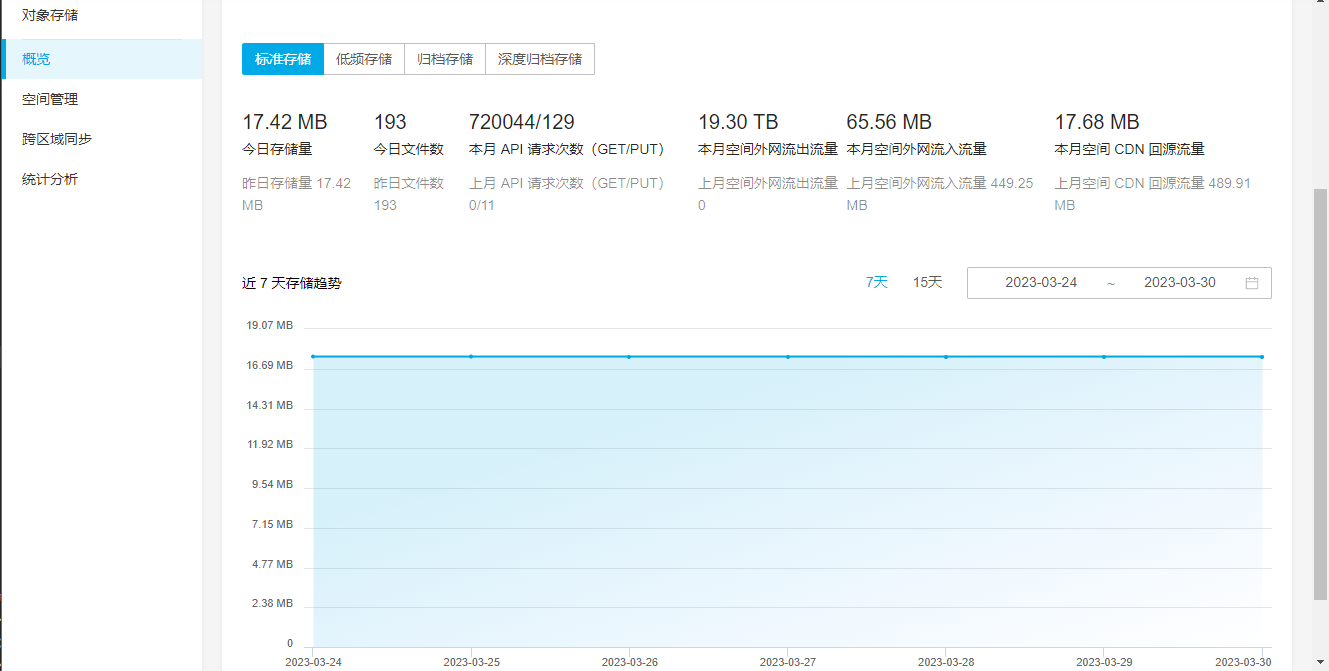 对象存储
概览
空间管理
跨区域同步
统计分析
标准存储 低频存储 归档存储 深度归档存储
17.42 MB 193 720044/129 19.30 TB 65.56 MB 17.68 MB
今日存储量 今日文件数 本月 API 请求次数（GET/PUT） 本月空间外网流出流量 本月空间外网流入流量 本月空间 CDN 回源流量
昨日存储量 17.42 昨日文件数 上月 API 请求次数（GET/PUT） 上月空间外网流出流量 上月空间外网流入流量 449.25 上月空间 CDN 回源流量 489.91
MB 193 0/11 0 MB MB
近 7 天存储趋势 7天 15天 2023-03-24 ~ 2023-03-30
19.07 MB
16.69 MB
14.31 MB
11.92 MB
9.54 MB
7.15 MB
4.77 MB
2.38 MB
0
2023-03-24 2023-03-25 2023-03-26 2023-03-27 2023-03-28 2023-03-29 2023-03-30